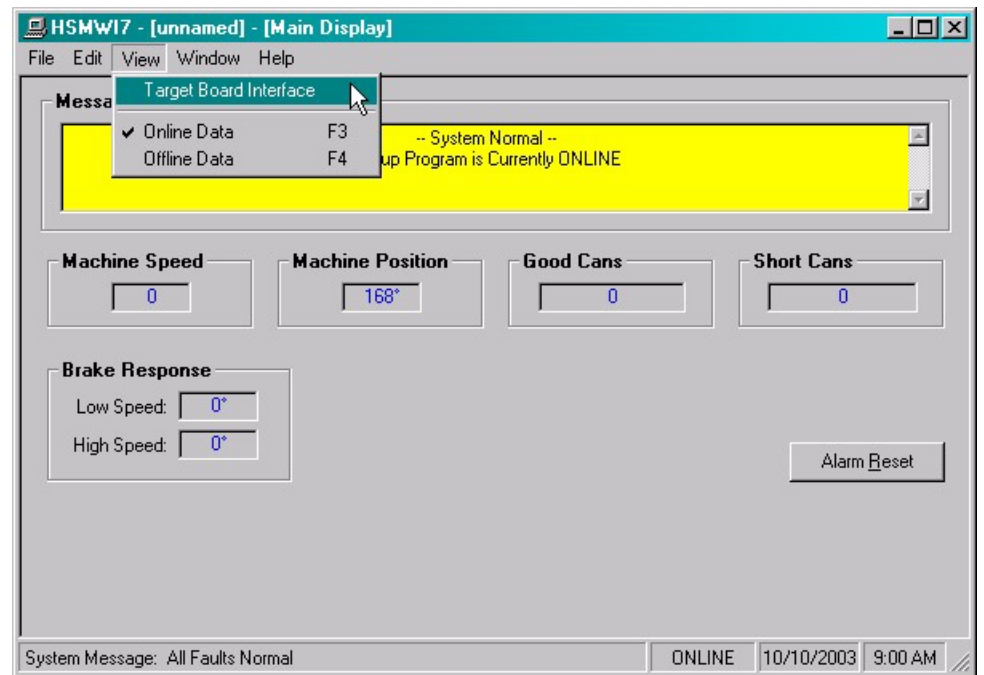 HSMWI7 - [unnamed] - [Main Display]
File Edit View Window Help
Target Board Interface
Online Data F3
Offline Data F4
Messa
-- System Normal --
up Program is Currently ONLINE
Machine Speed
0
Machine Position
168°
Good Cans
0
Short Cans
0
Brake Response
Low Speed: 0°
High Speed: 0°
Alarm Reset
System Message: All Faults Normal ONLINE 10/10/2003 9:00 AM